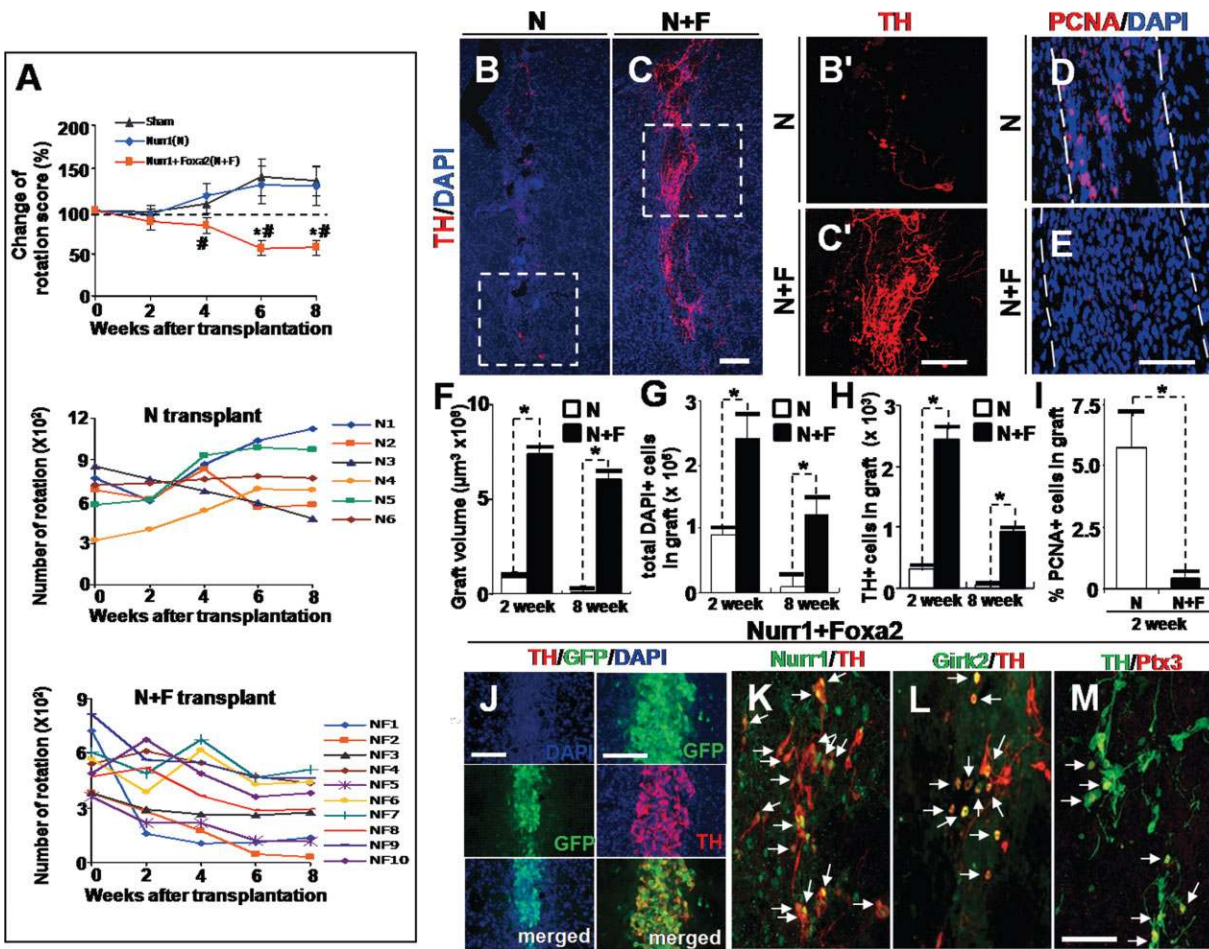 A
200
150
100
50
0
Change of
rotation score (%)
Sham
Nurr1(N)
Nurr1+Foxa2(N+F)
#
*#
*#
0 2 4 6 8
Weeks after transplantation
N transplant
12
9
6
3
0
Number of rotation (X10²)
N1
N2
N3
N4
N5
N6
0 2 4 6 8
Weeks after transplantation
N+F transplant
9
6
3
0
Number of rotation (X10²)
NF1
NF2
NF3
NF4
NF5
NF6
NF7
NF8
NF9
NF10
0 2 4 6 8
Weeks after transplantation
N N+F TH PCNA/DAPI
TH/DAPI
B
C
N
B'
N+F
C'
N
D
N+F
E
F
10
5
0
Graft volume (µm³ x10⁸)
N
N+F
* *
2 week 8 week
G
3
2
1
0
total DAPI+ cells
in graft (x 10⁵)
N
N+F
* *
2 week 8 week
H
3
2
1
0
TH+ cells in graft (x 10³)
N
N+F
* *
2 week 8 week
I
7.5
5.0
2.5
0
% PCNA+ cells in graft
*
N N+F
2 week
Nurr1+Foxa2
TH/GFP/DAPI Nurr1/TH Girk2/TH TH/Ptx3
J
DAPI
GFP
GFP
TH
merged
merged
K
L
M